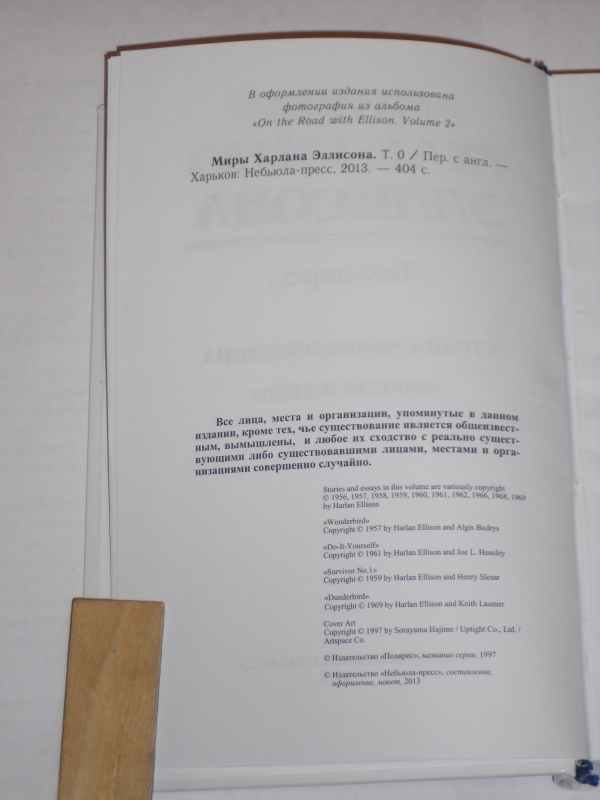 В оформлении издания использована
фотография из альбома
«On the Road with Ellison. Volume 2»
Миры Харлана Эллисона. Т. 0 / Пер. с англ. —
Харьков: Небьюла-пресс, 2013. — 404 с.
Все лица, места и организации, упомянутые в данном
издании, кроме тех, чье существование является общеизвест-
ным, вымышлены, и любое их сходство с реально сущест-
вующими либо существовавшими лицами, местами и орга-
низациями совершенно случайно.
Stories and essays in this volume are variously copyright
© 1956, 1957, 1958, 1959, 1960, 1961, 1962, 1966, 1968, 1969
by Harlan Ellison
«Wonderbird»
Copyright © 1957 by Harlan Ellison and Algis Budrys
«Do-It-Yourself»
Copyright © 1961 by Harlan Ellison and Joe L. Hensley
«Survivor No.1»
Copyright © 1959 by Harlan Ellison and Henry Slesar
«Dunderbird»
Copyright © 1969 by Harlan Ellison and Keith Laumer
Cover Art
Copyright © 1997 by Sorayama Hajime / Uptight Co., Ltd. /
Artspace Co.
© Издательство «Полярис», название серии, 1997
© Издательство «Небьюла-пресс», составление,
оформление, макет, 2013